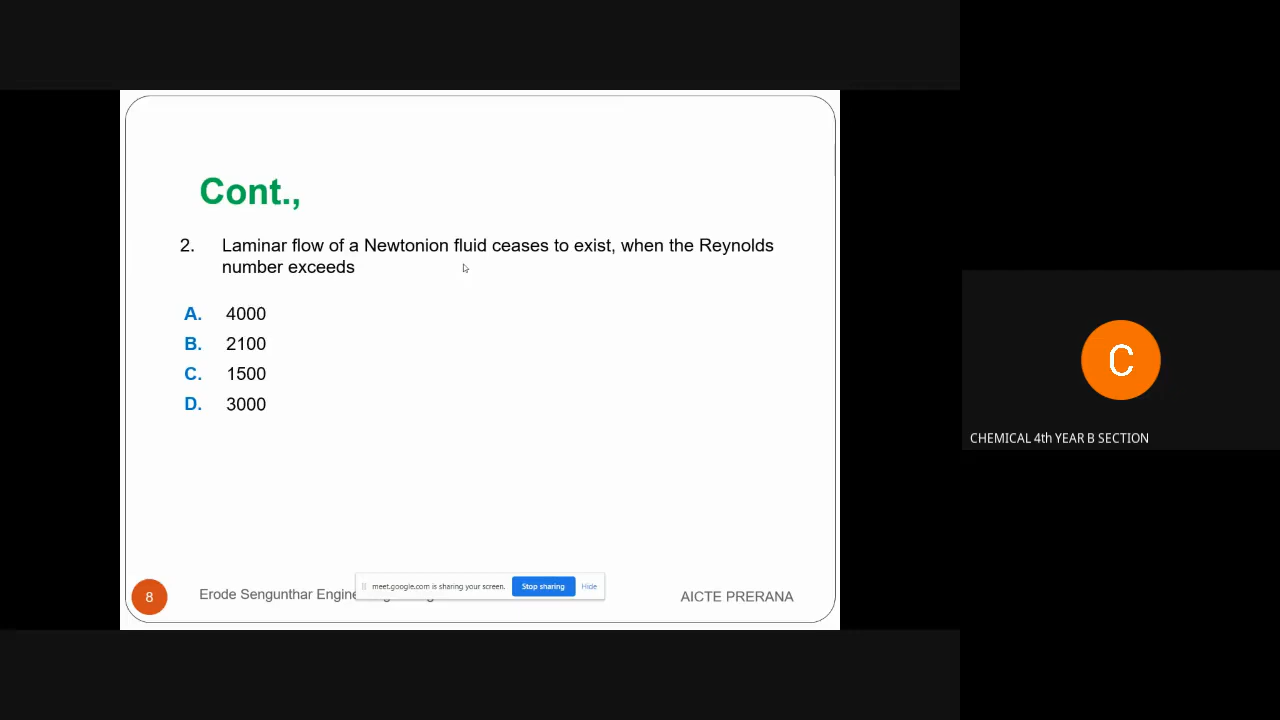 Cont.,
2. Laminar flow of a Newtonion fluid ceases to exist, when the Reynolds
number exceeds
A. 4000
B. 2100
C. 1500
D. 3000
C
CHEMICAL 4th YEAR B SECTION
meet.google.com is sharing your screen. Stop sharing Hide
8 Erode Sengunthar AICTE PRERANA